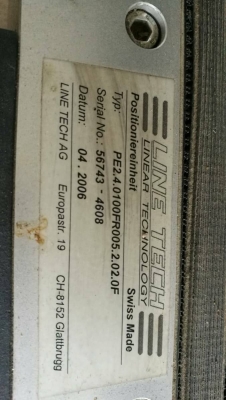 LINE TECH
LINEAR TECHNOLOGY
Positioniereinheit Swiss Made
Typ: PE2.4.0100FR005.2.02.0F
Serial No.: 56743 - 4608
Datum: 04 . 2006
LINE TECH AG Europastr. 19 CH-8152 Glattbrugg